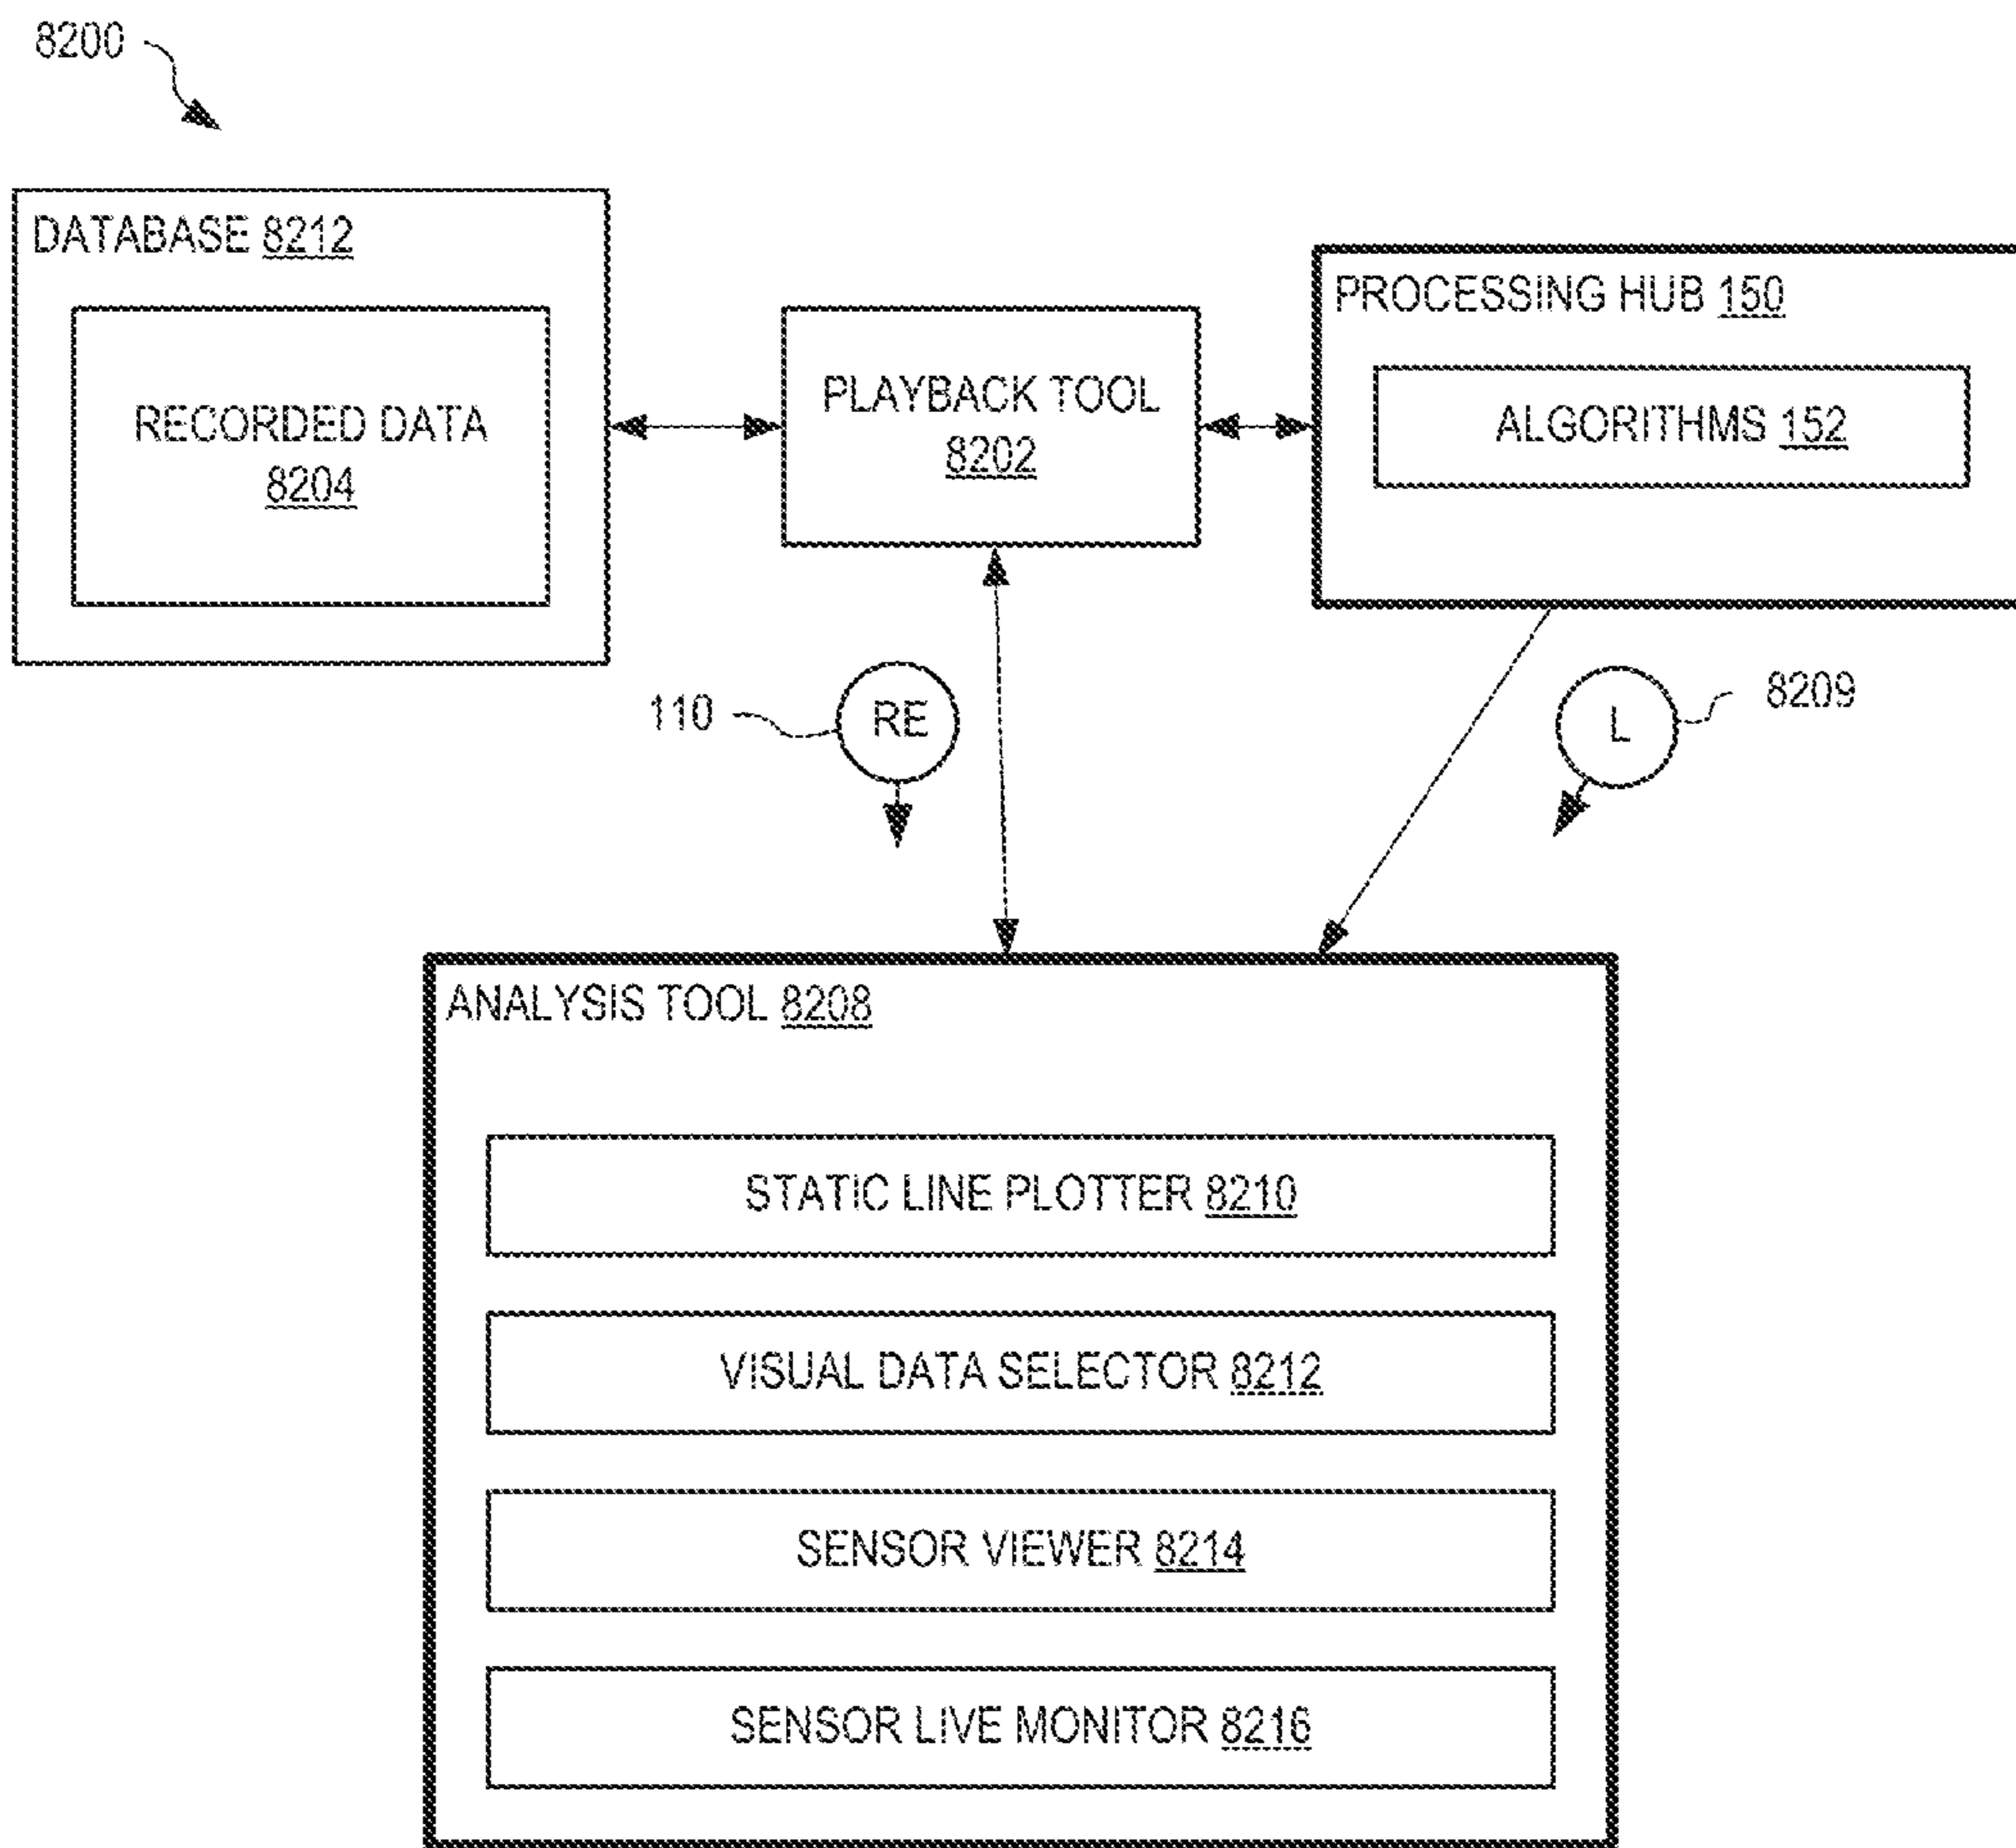 8200
DATABASE 8212
RECORDED DATA
8204
PLAYBACK TOOL
8202
PROCESSING HUB 150
ALGORITHMS 152
110
RE
L
8209
ANALYSIS TOOL 8208
STATIC LINE PLOTTER 8210
VISUAL DATA SELECTOR 8212
SENSOR VIEWER 8214
SENSOR LIVE MONITOR 8216